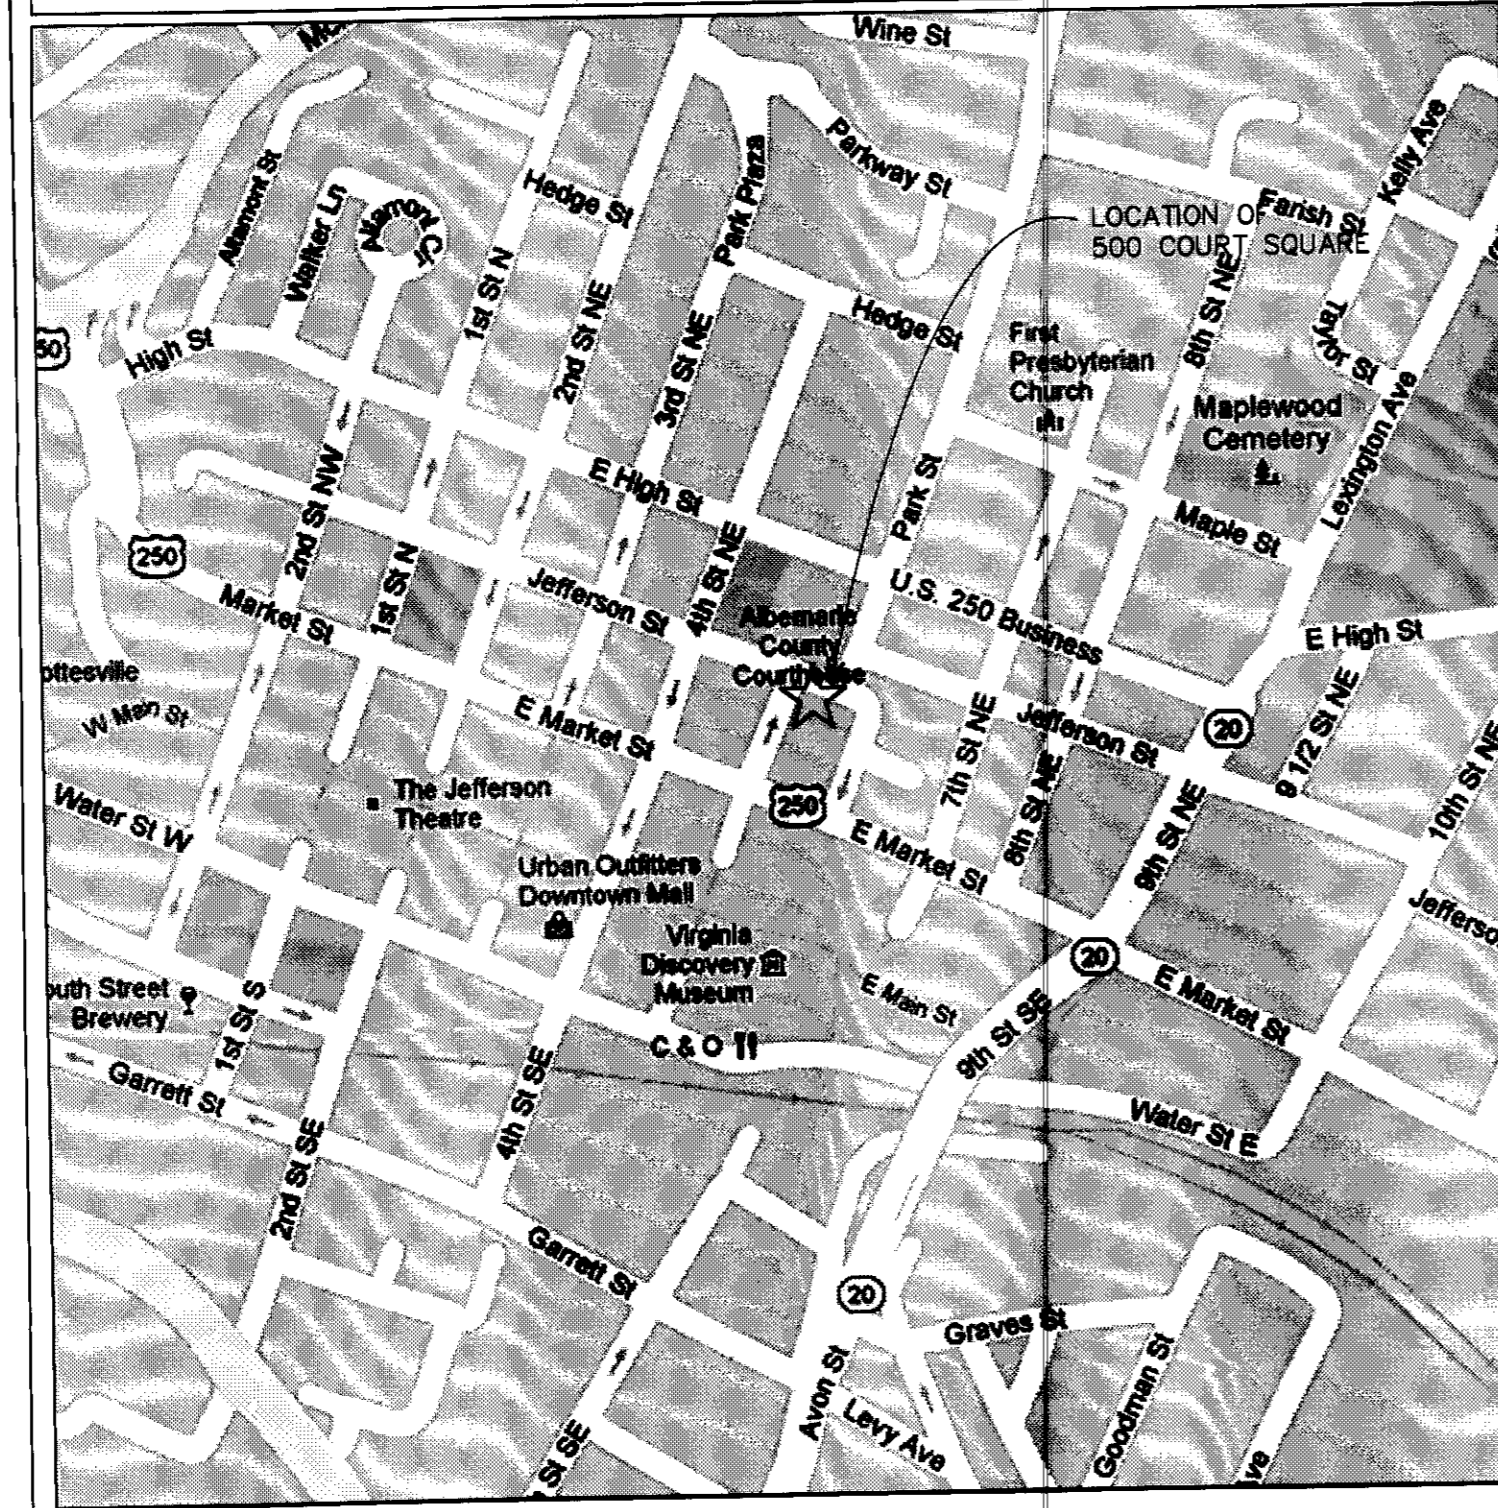 Wine St
Parkway St
Kelly Ave
Altamont St
Walker Ln
Altamont Cir
Hedge St
Park Plaza
Farish St
LOCATION OF
500 COURT SQUARE
1st St N
2nd St NE
3rd St NE
Hedge St
8th St NE
Taylor St
First
Presbyterian
Church
High St
Maplewood
Cemetery
Lexington Ave
E High St
Park St
Maple St
2nd St NW
250
1st St N
Jefferson St
4th St NE
U.S. 250 Business
Market St
Albemarle
County
Courthouse
E High St
W Main St
E Market St
7th St NE
Jefferson St
20
9 1/2 St NE
10th St NE
The Jefferson
Theatre
250
8th St NE
9th St NE
Water St W
E Market St
Urban Outfitters
Downtown Mall
Virginia
Discovery
Museum
20
E Main St
E Market St
Brewery
1st St S
C & O
9th St SE
Garrett St
4th St SE
Water St E
2nd St SE
Garrett St
20
Graves St
Avon St
Levy Ave
Goodman St
St SE